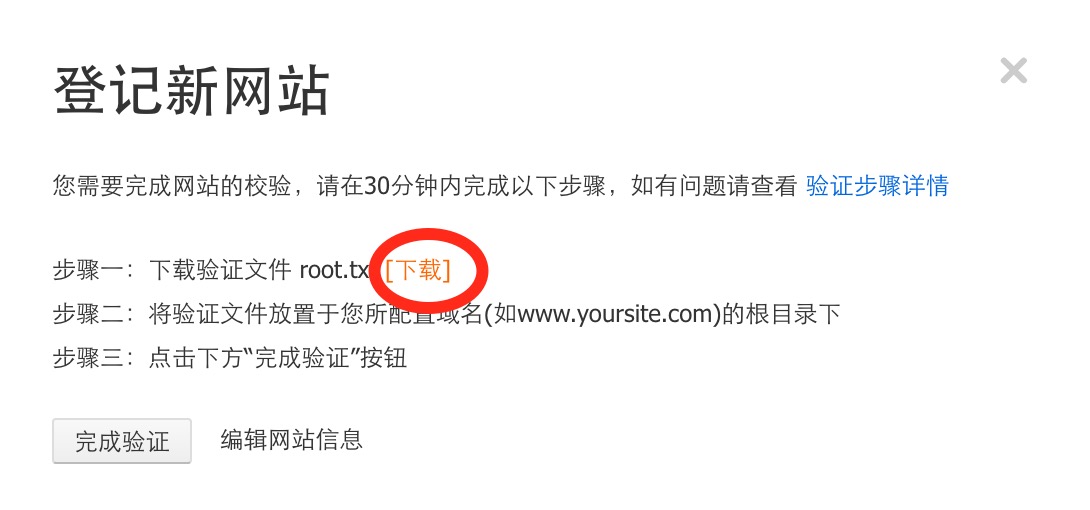 登记新网站
您需要完成网站的校验，请在30分钟内完成以下步骤，如有问题请查看 验证步骤详情
步骤一：下载验证文件 root.tx [下载]
步骤二：将验证文件放置于您所配置域名(如www.yoursite.com)的根目录下
步骤三：点击下方“完成验证”按钮
完成验证 编辑网站信息